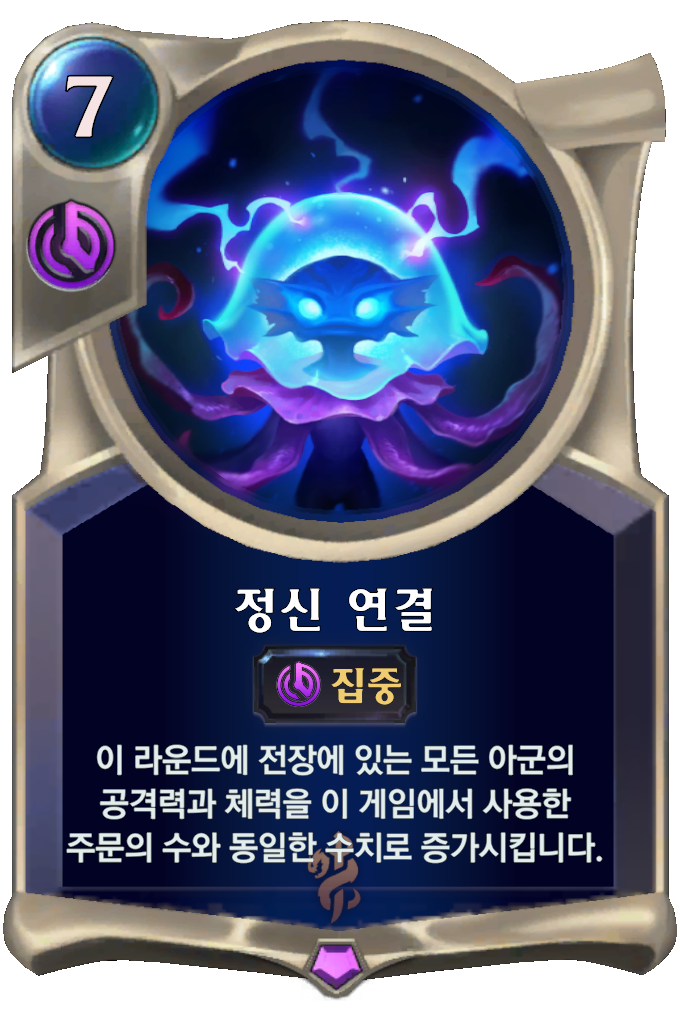 7
정신 연결
집중
이 라운드에 전장에 있는 모든 아군의
공격력과 체력을 이 게임에서 사용한
주문의 수와 동일한 수치로 증가시킵니다.